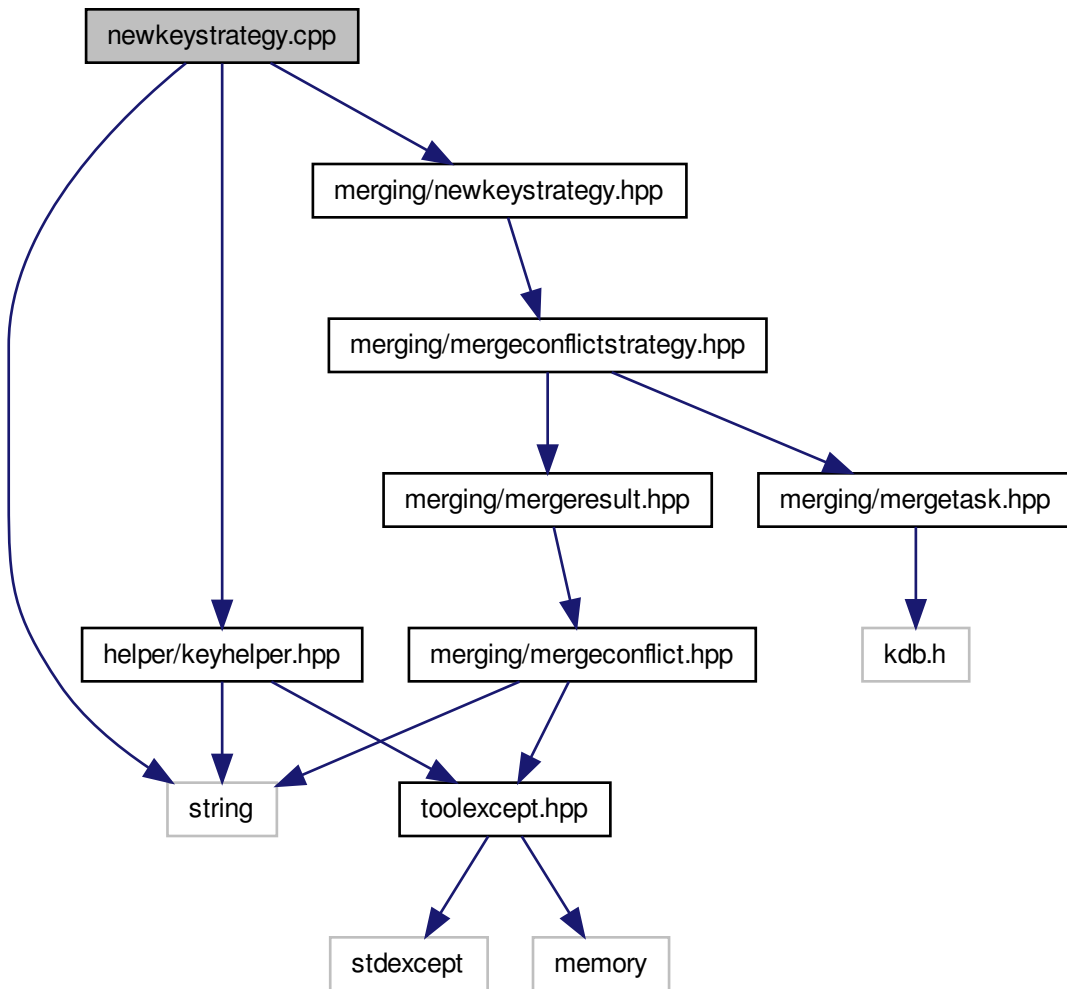 newkeystrategy.cpp
merging/newkeystrategy.hpp
merging/mergeconflictstrategy.hpp
merging/mergeresult.hpp
merging/mergetask.hpp
helper/keyhelper.hpp
merging/mergeconflict.hpp
kdb.h
string
toolexcept.hpp
stdexcept
memory